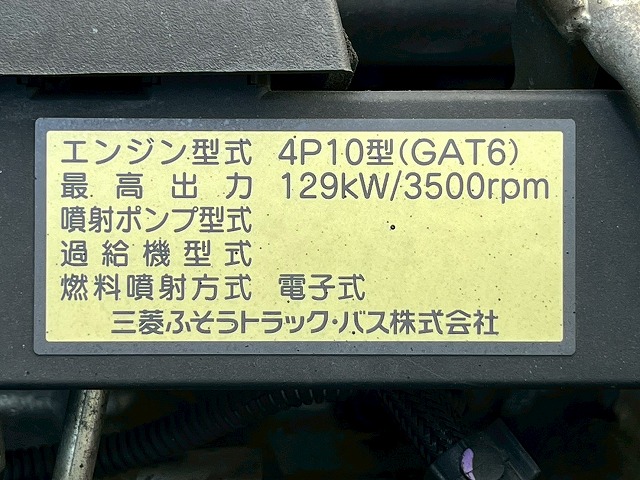 エンジン型式 4P10型(GAT6)
最高出力 129kW/3500rpm
噴射ポンプ型式
過給機型式
燃料噴射方式 電子式
三菱ふそうトラック・バス株式会社